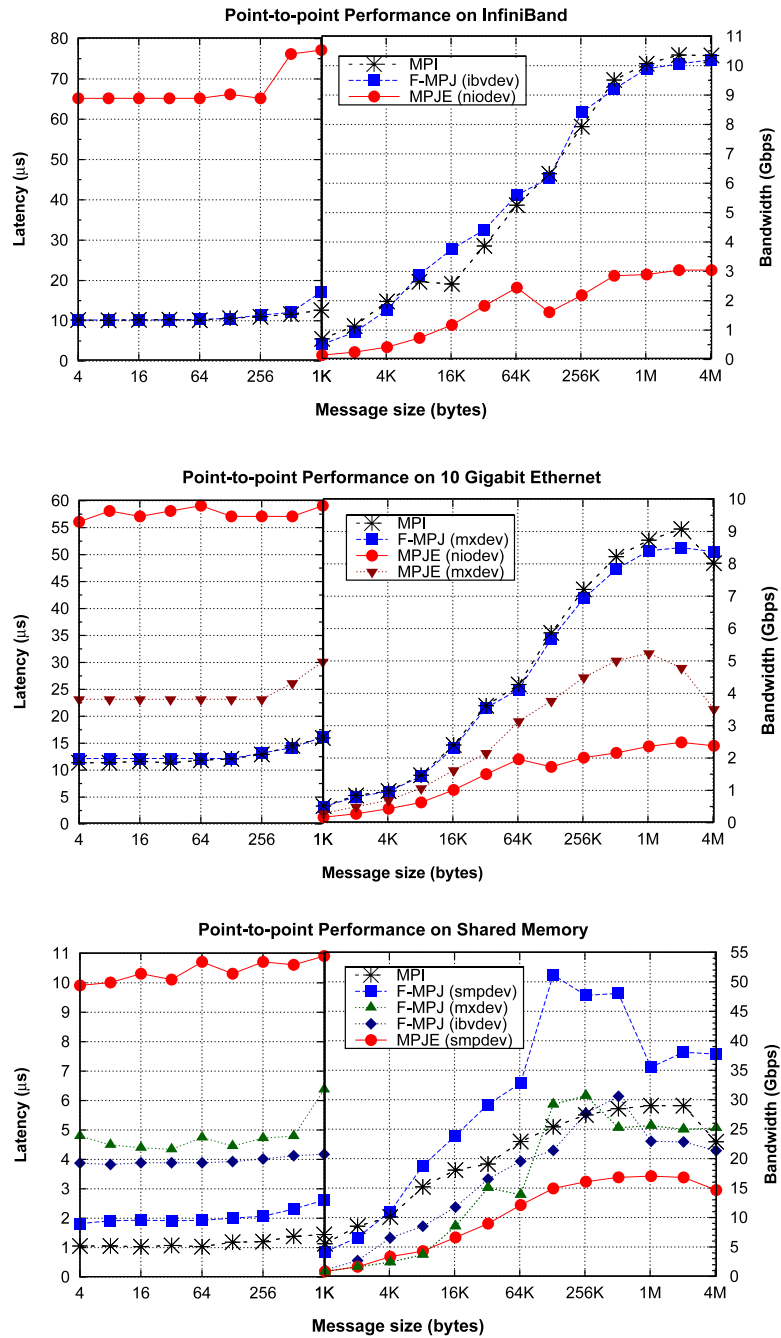 Point-to-point Performance on InfiniBand
80
70
60
50
40
30
20
10
0
Latency (μs)
MPI
F-MPJ (ibvdev)
MPJE (niodev)
11
10
9
8
7
6
5
4
3
2
1
0
Bandwidth (Gbps)
4 16 64 256 1K 4K 16K 64K 256K 1M 4M
Message size (bytes)
Point-to-point Performance on 10 Gigabit Ethernet
60
55
50
45
40
35
30
25
20
15
10
5
0
Latency (μs)
MPI
F-MPJ (mxdev)
MPJE (niodev)
MPJE (mxdev)
10
9
8
7
6
5
4
3
2
1
0
Bandwidth (Gbps)
4 16 64 256 1K 4K 16K 64K 256K 1M 4M
Message size (bytes)
Point-to-point Performance on Shared Memory
11
10
9
8
7
6
5
4
3
2
1
0
Latency (μs)
MPI
F-MPJ (smpdev)
F-MPJ (mxdev)
F-MPJ (ibvdev)
MPJE (smpdev)
55
50
45
40
35
30
25
20
15
10
5
0
Bandwidth (Gbps)
4 16 64 256 1K 4K 16K 64K 256K 1M 4M
Message size (bytes)